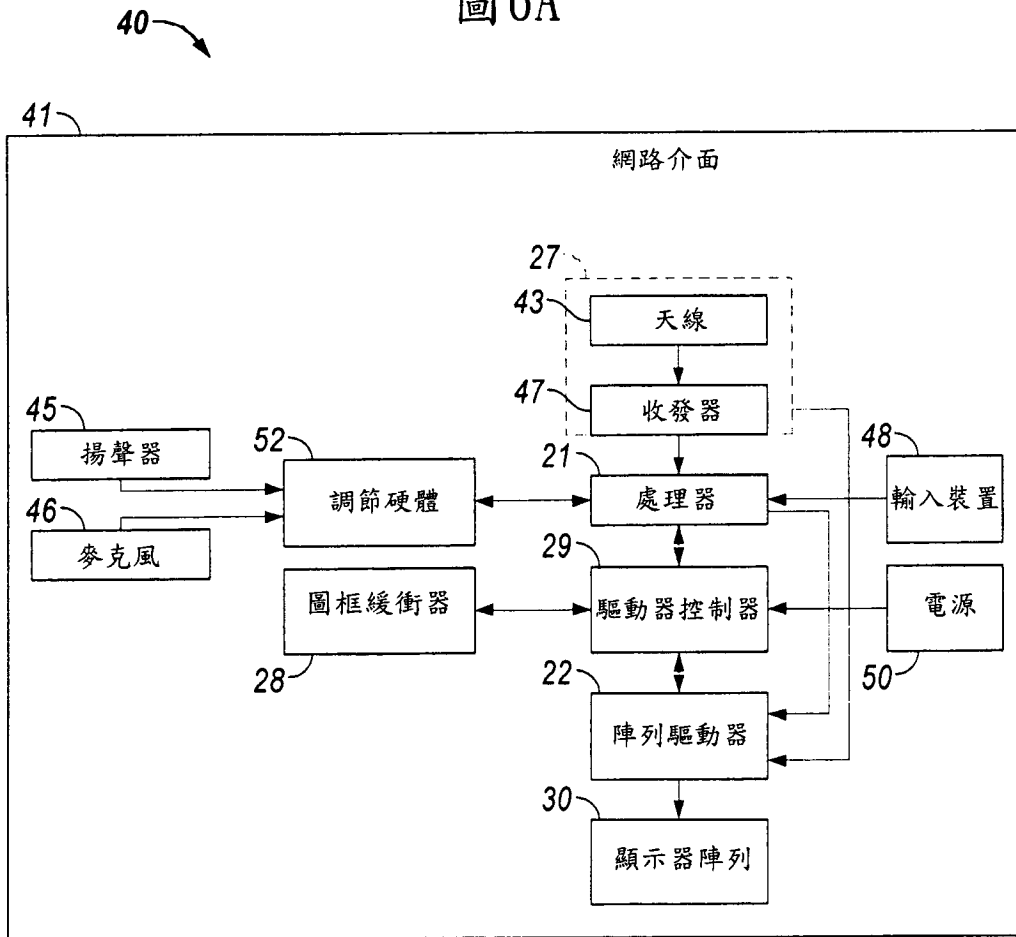 圖6A
40
41
網路介面
27
43
天線
47
收發器
45
揚聲器
52
調節硬體
21
處理器
48
輸入裝置
46
麥克風
29
驅動器控制器
圖框緩衝器
28
電源
50
22
陣列驅動器
30
顯示器陣列